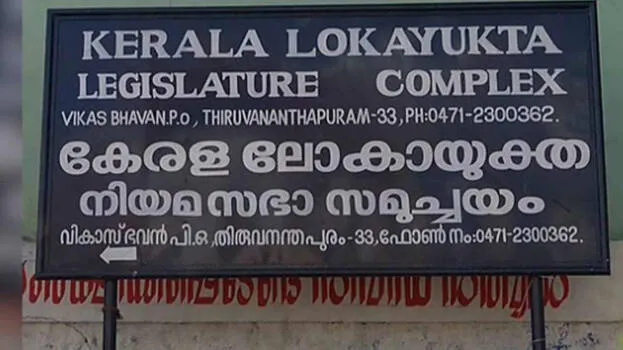 KERALA LOKAYUKTA
LEGISLATURE COMPLEX
VIKAS BHAVAN.P.O, THIRUVANANTHAPURAM-33, PH:0471-2300362.
കേരള ലോകായുക്ത
നിയമസഭാ സമുച്ചയം
വികാസ് ഭവൻ പി.ഒ, തിരുവനന്തപുരം-33, ഫോൺ നം:0471-2300362.